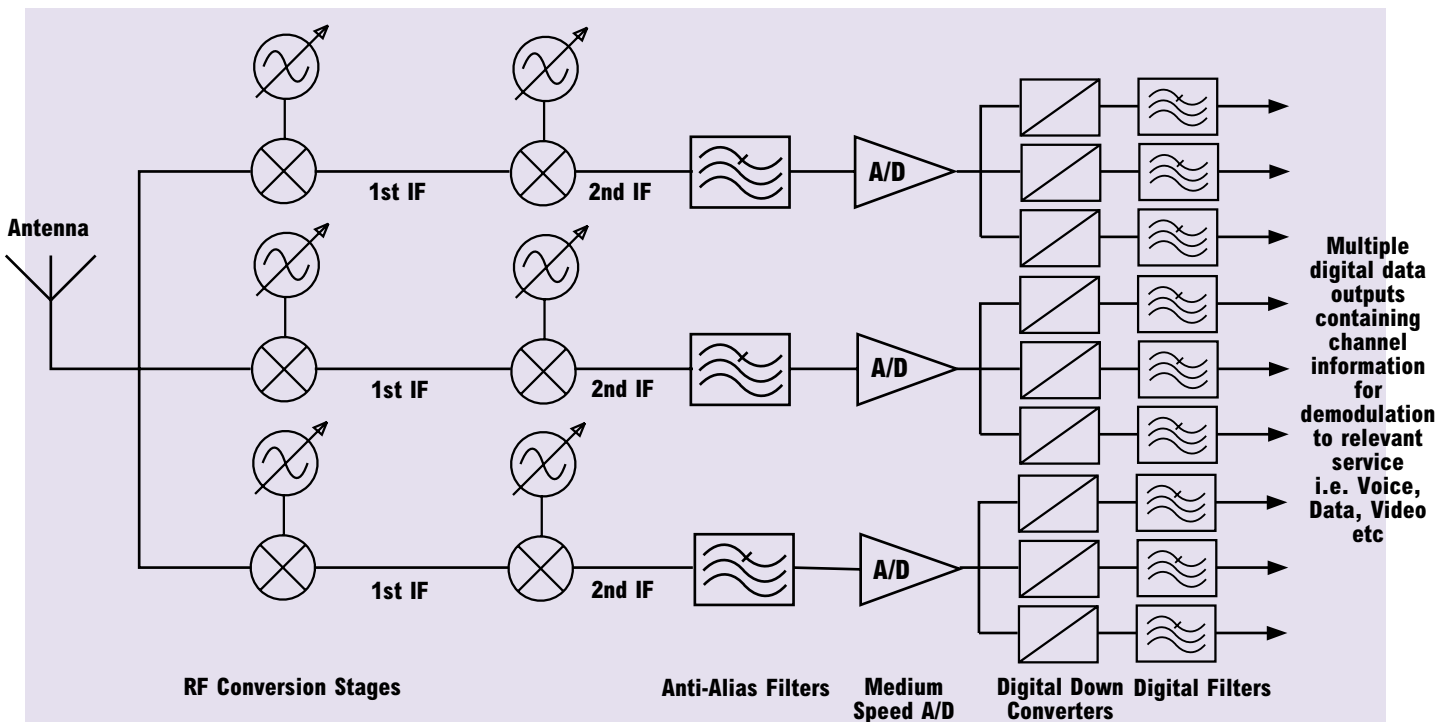 1st IF
2nd IF
A/D
Antenna
1st IF
2nd IF
A/D
1st IF
2nd IF
A/D
Multiple
digital data
outputs
containing
channel
information
for
demodulation
to relevant
service
i.e. Voice,
Data, Video
etc
RF Conversion Stages
Anti-Alias Filters
Medium
Speed A/D
Digital Down
Converters
Digital Filters